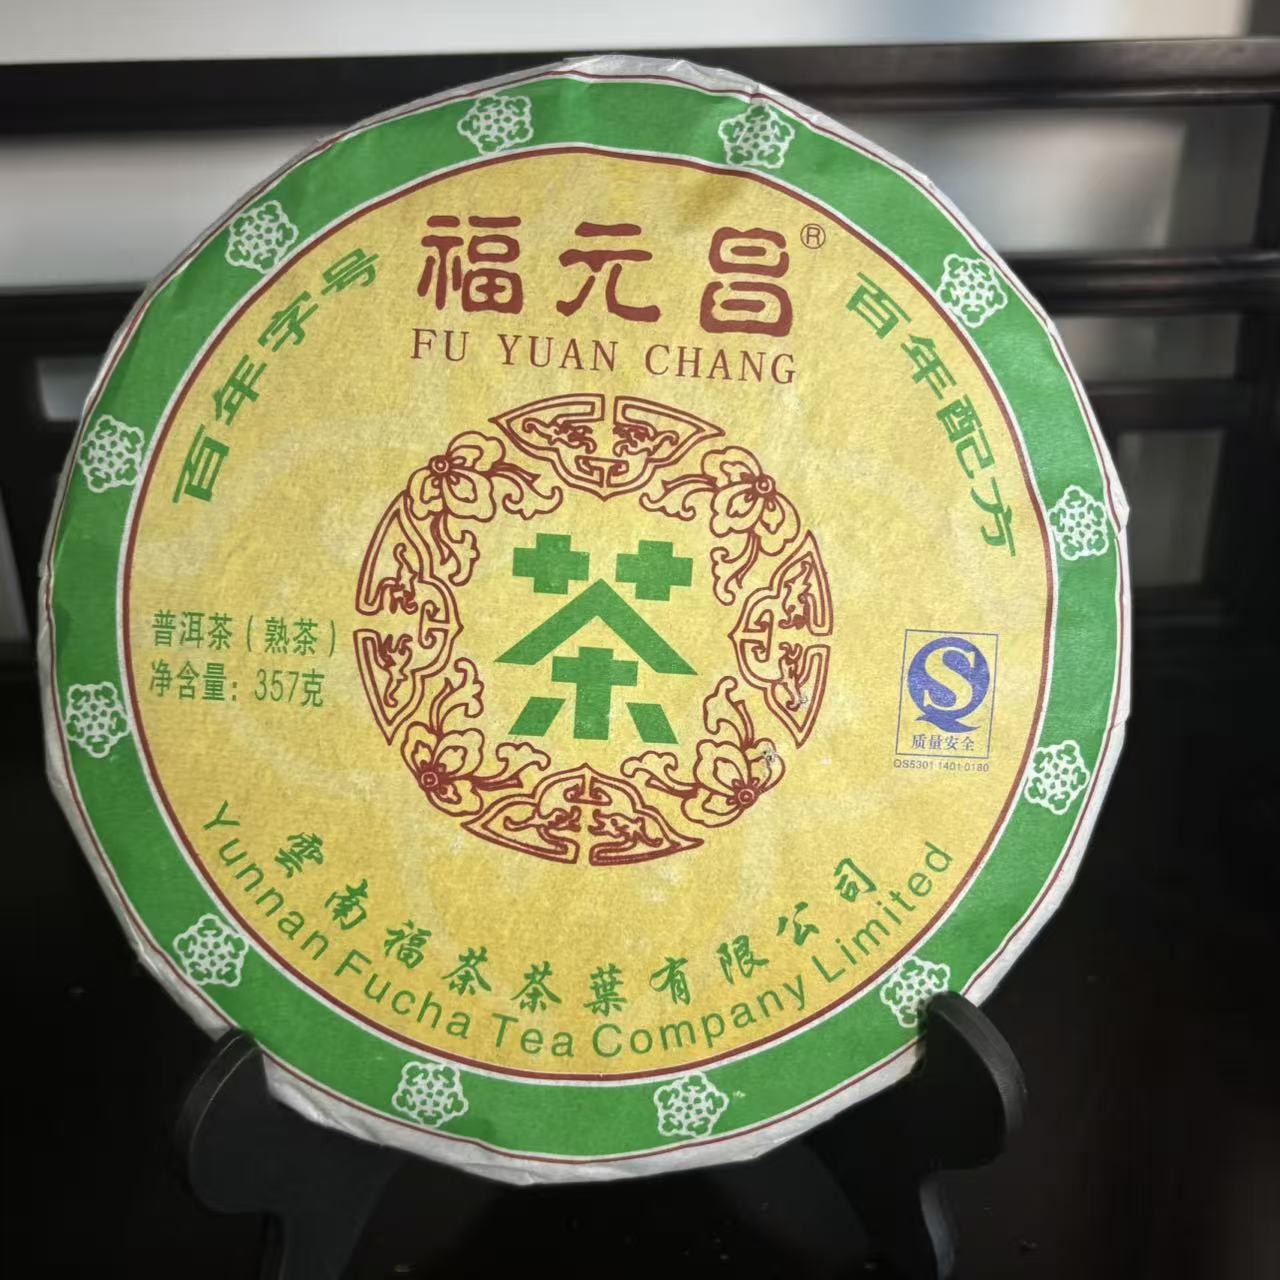 福元昌®
FU YUAN CHANG
百年字号
百年配方
茶
普洱茶（熟茶）
净含量：357克
QS
质量安全
QS5301 1401 0180
雲南福茶茶葉有限公司
Yunnan Fucha Tea Company Limited